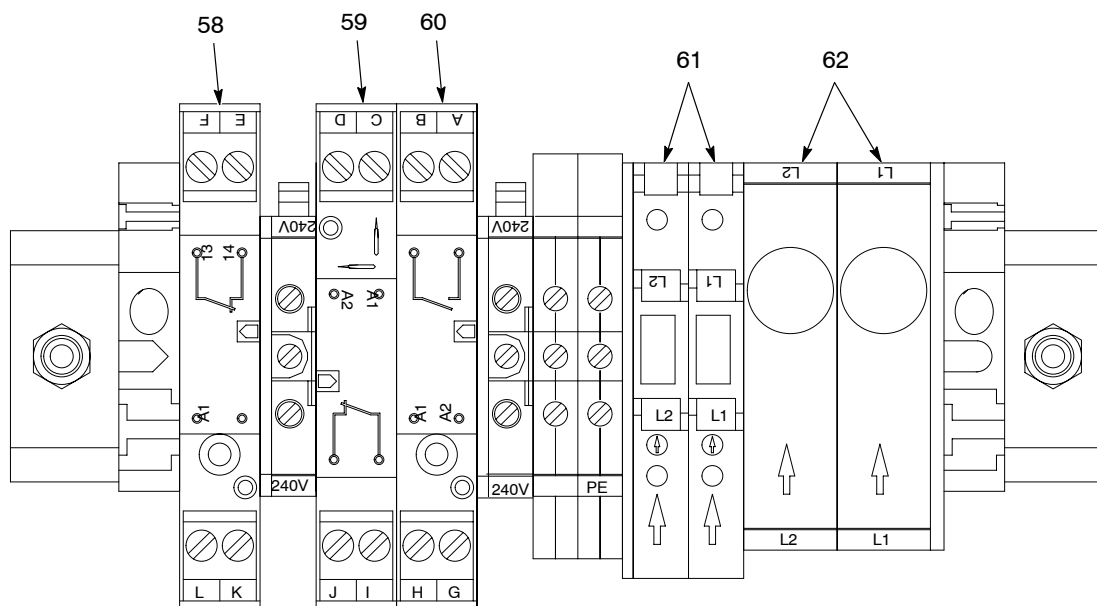 58 59 60 61 62
F E D C B A
L2 L1
240V 240V
13 14
L2 L1
A2 A1
A1 A1 A2
L2 L1
240V 240V PE
L2 L1
L K J I H G